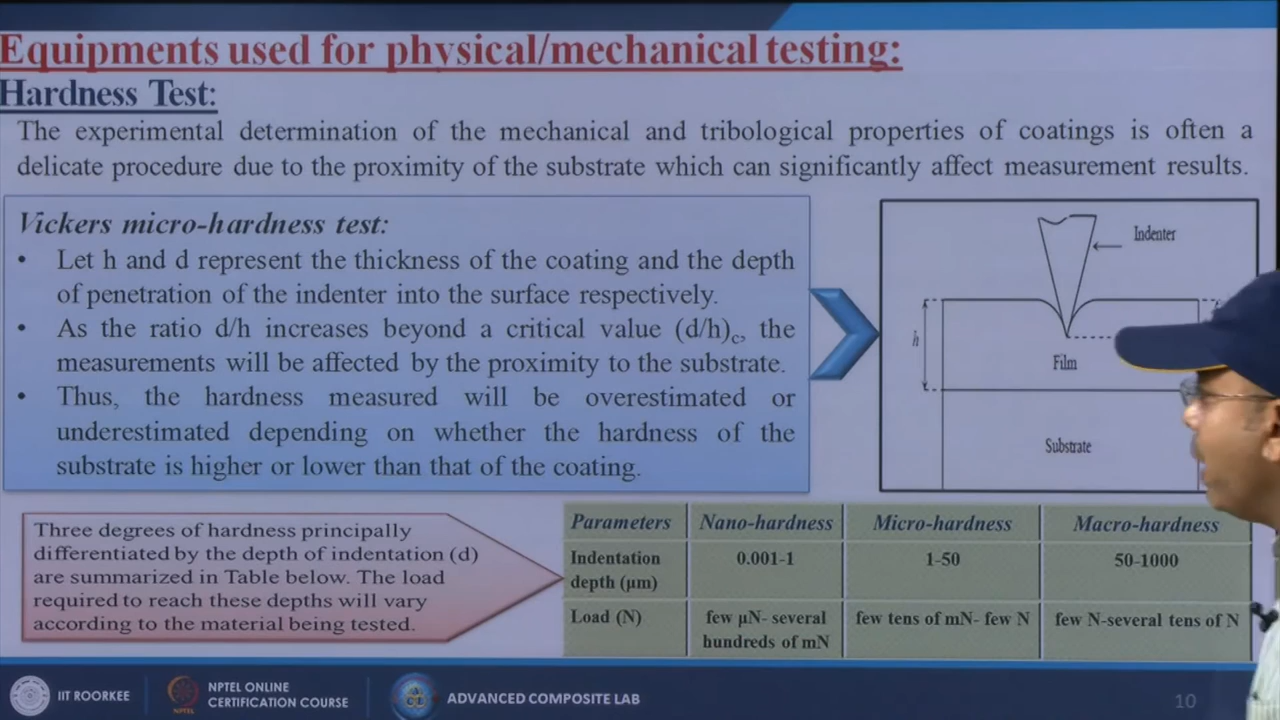 Equipments used for physical/mechanical testing:
Hardness Test:
The experimental determination of the mechanical and tribological properties of coatings is often a
delicate procedure due to the proximity of the substrate which can significantly affect measurement results.
Vickers micro-hardness test:
• Let h and d represent the thickness of the coating and the depth
of penetration of the indenter into the surface respectively.
• As the ratio d/h increases beyond a critical value (d/h)c, the
measurements will be affected by the proximity to the substrate.
• Thus, the hardness measured will be overestimated or
underestimated depending on whether the hardness of the
substrate is higher or lower than that of the coating.
Indenter
h
Film
Substrate
Three degrees of hardness principally
differentiated by the depth of indentation (d)
are summarized in Table below. The load
required to reach these depths will vary
according to the material being tested.
Parameters Nano-hardness Micro-hardness Macro-hardness
Indentation
depth (μm) 0.001-1 1-50 50-1000
Load (N) few μN- several
hundreds of mN few tens of mN- few N few N-several tens of N
IIT ROORKEE
NPTEL
NPTEL ONLINE
CERTIFICATION COURSE
ADVANCED COMPOSITE LAB
10